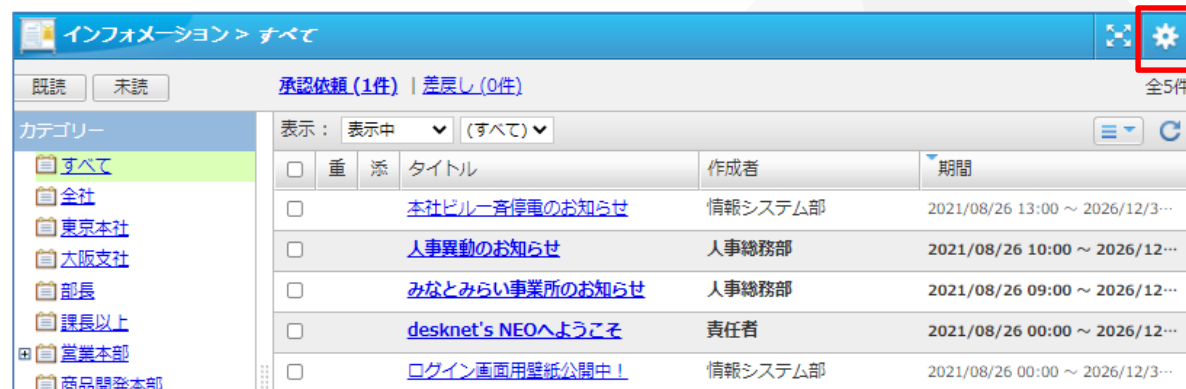 インフォメーション > すべて
既読 未読 承認依頼 (1件) | 差戻し (0件) 全5件
カテゴリー
すべて
全社
東京本社
大阪支社
部長
課長以上
営業本部
商品開発本部
表示： 表示中 (すべて)
重 添 タイトル 作成者 期間
本社ビル一斉停電のお知らせ 情報システム部 2021/08/26 13:00 ～ 2026/12/3…
人事異動のお知らせ 人事総務部 2021/08/26 10:00 ～ 2026/12…
みなとみらい事業所のお知らせ 人事総務部 2021/08/26 09:00 ～ 2026/12…
desknet's NEOへようこそ 責任者 2021/08/26 00:00 ～ 2026/12…
ログイン画面用壁紙公開中！ 情報システム部 2021/08/26 00:00 ～ 2026/12/3…